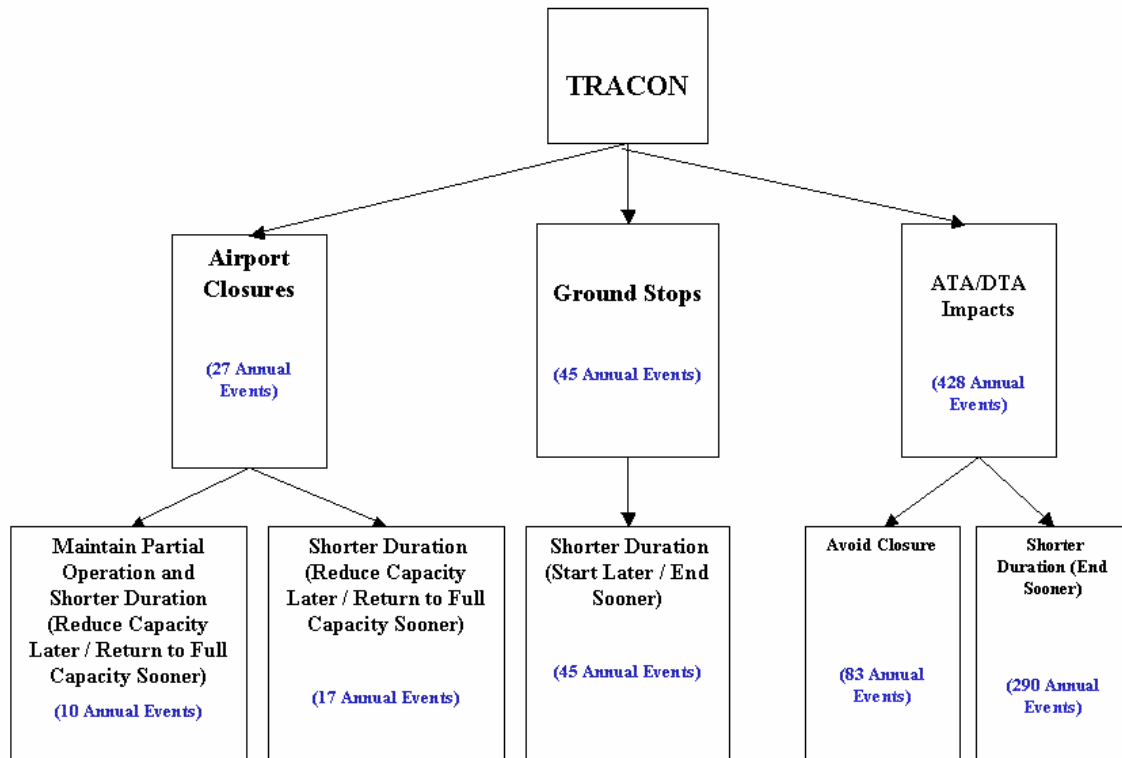 TRACON
Airport
Closures
(27 Annual
Events)
Ground Stops
(45 Annual Events)
ATA/DTA
Impacts
(428 Annual
Events)
Maintain Partial
Operation and
Shorter Duration
(Reduce Capacity
Later / Return to Full
Capacity Sooner)
(10 Annual Events)
Shorter Duration
(Reduce Capacity
Later / Return to Full
Capacity Sooner)
(17 Annual Events)
Shorter Duration
(Start Later / End
Sooner)
(45 Annual Events)
Avoid Closure
(83 Annual
Events)
Shorter
Duration (End
Sooner)
(290 Annual
Events)